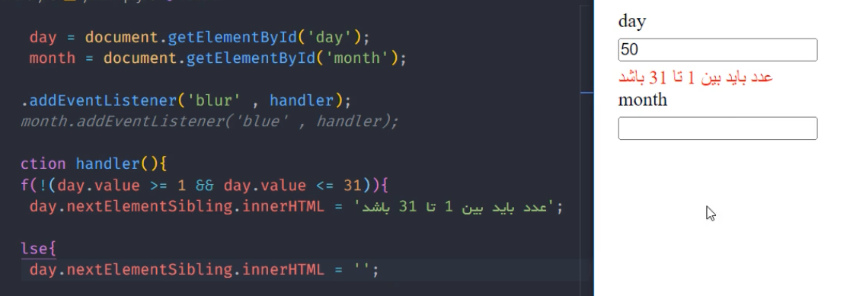 day = document.getElementById('day');
month = document.getElementById('month');
.addEventListener('blur' , handler);
month.addEventListener('blue' , handler);
ction handler(){
f(!(day.value >= 1 && day.value <= 31)){
day.nextElementSibling.innerHTML = 'عدد باید بین 1 تا 31 باشد';
lse{
day.nextElementSibling.innerHTML = '';
day
50
عدد باید بین 1 تا 31 باشد
month